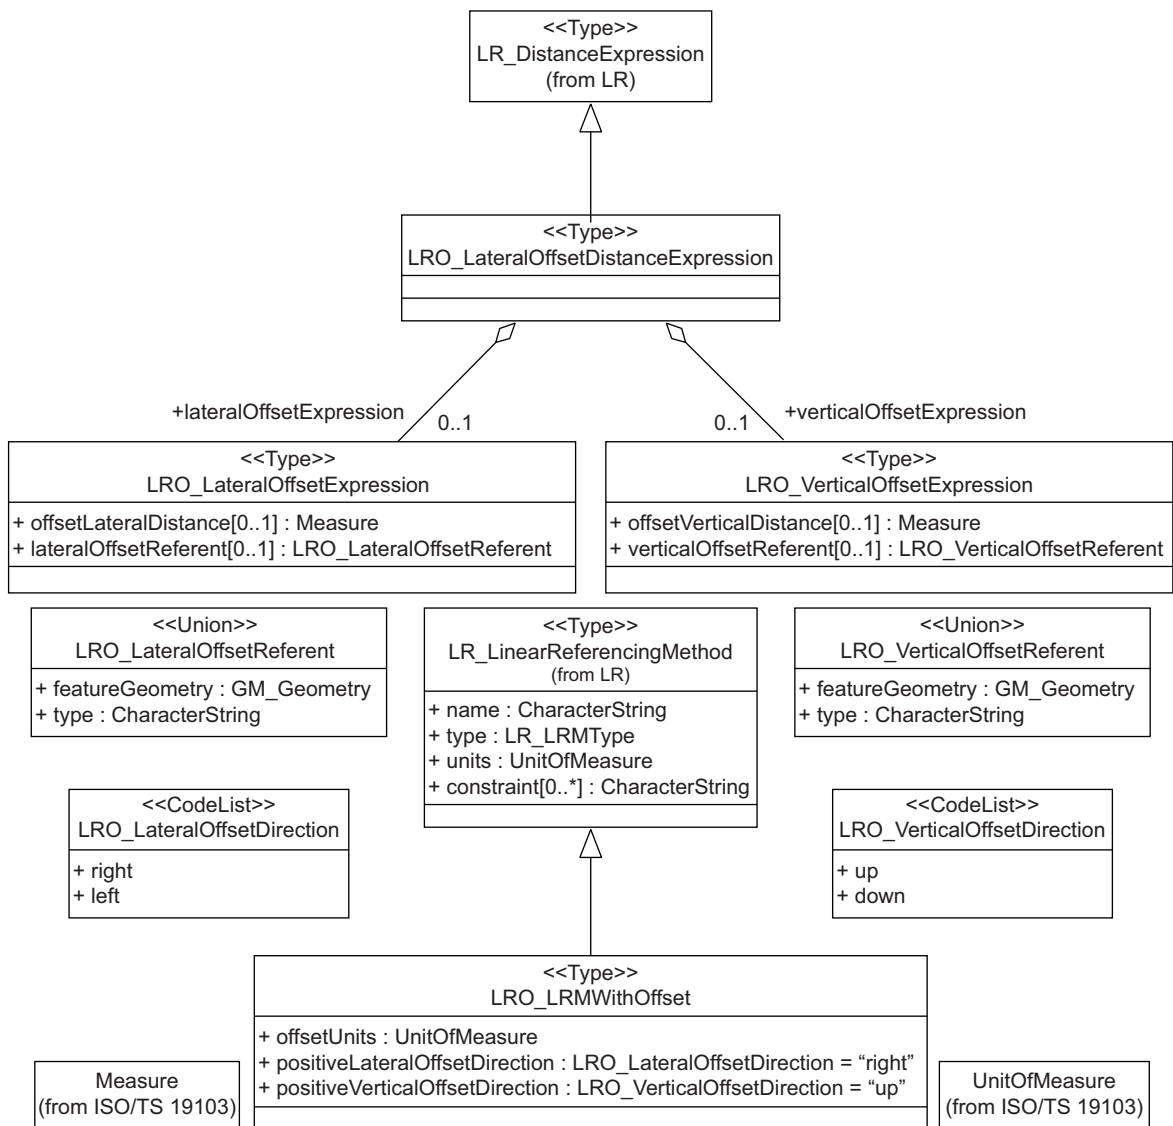 <<Type>>
LR_DistanceExpression
(from LR)
<<Type>>
LRO_LateralOffsetDistanceExpression
+lateralOffsetExpression
0..1
+verticalOffsetExpression
0..1
<<Type>>
LRO_LateralOffsetExpression
+ offsetLateralDistance[0..1] : Measure
+ lateralOffsetReferent[0..1] : LRO_LateralOffsetReferent
<<Type>>
LRO_VerticalOffsetExpression
+ offsetVerticalDistance[0..1] : Measure
+ verticalOffsetReferent[0..1] : LRO_VerticalOffsetReferent
<<Union>>
LRO_LateralOffsetReferent
+ featureGeometry : GM_Geometry
+ type : CharacterString
<<Type>>
LR_LinearReferencingMethod
(from LR)
+ name : CharacterString
+ type : LR_LRMType
+ units : UnitOfMeasure
+ constraint[0..*] : CharacterString
<<Union>>
LRO_VerticalOffsetReferent
+ featureGeometry : GM_Geometry
+ type : CharacterString
<<CodeList>>
LRO_LateralOffsetDirection
+ right
+ left
<<CodeList>>
LRO_VerticalOffsetDirection
+ up
+ down
<<Type>>
LRO_LRMWithOffset
+ offsetUnits : UnitOfMeasure
+ positiveLateralOffsetDirection : LRO_LateralOffsetDirection = “right”
+ positiveVerticalOffsetDirection : LRO_VerticalOffsetDirection = “up”
Measure
(from ISO/TS 19103)
UnitOfMeasure
(from ISO/TS 19103)